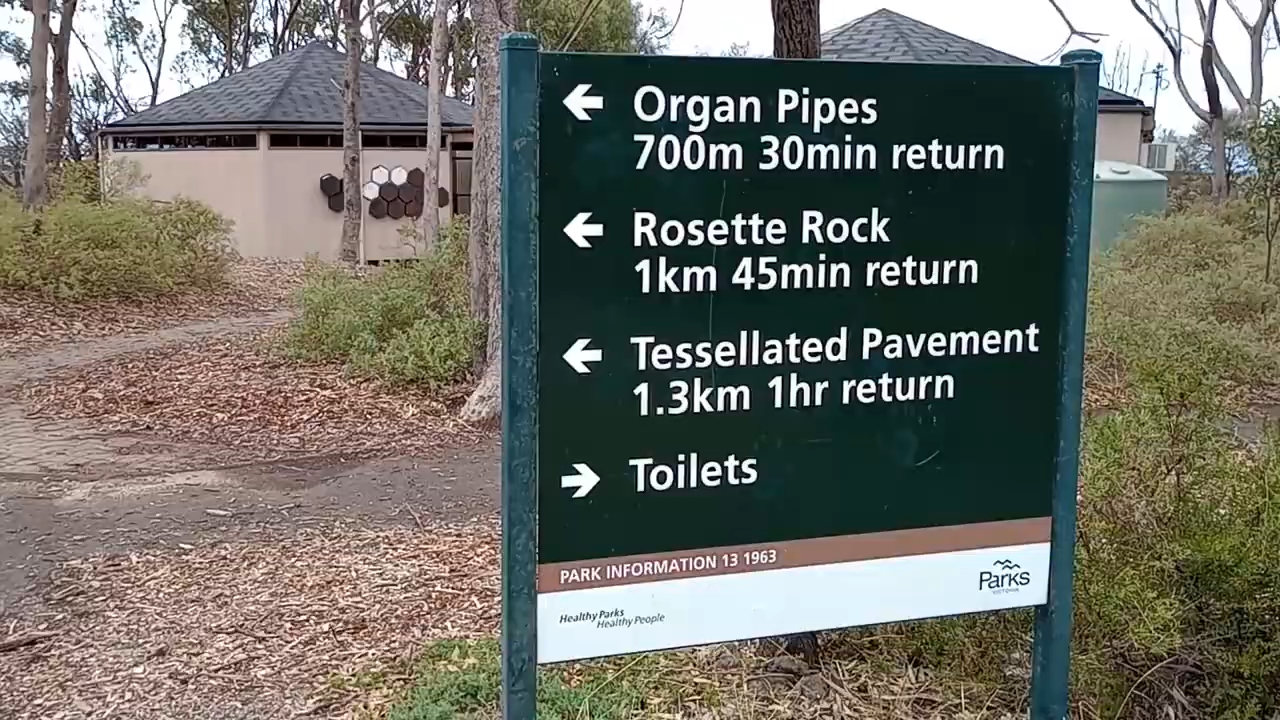 Organ Pipes
700m 30min return
Rosette Rock
1km 45min return
Tessellated Pavement
1.3km 1hr return
Toilets
PARK INFORMATION 13 1963
Healthy Parks
Healthy People
Parks
VICTORIA